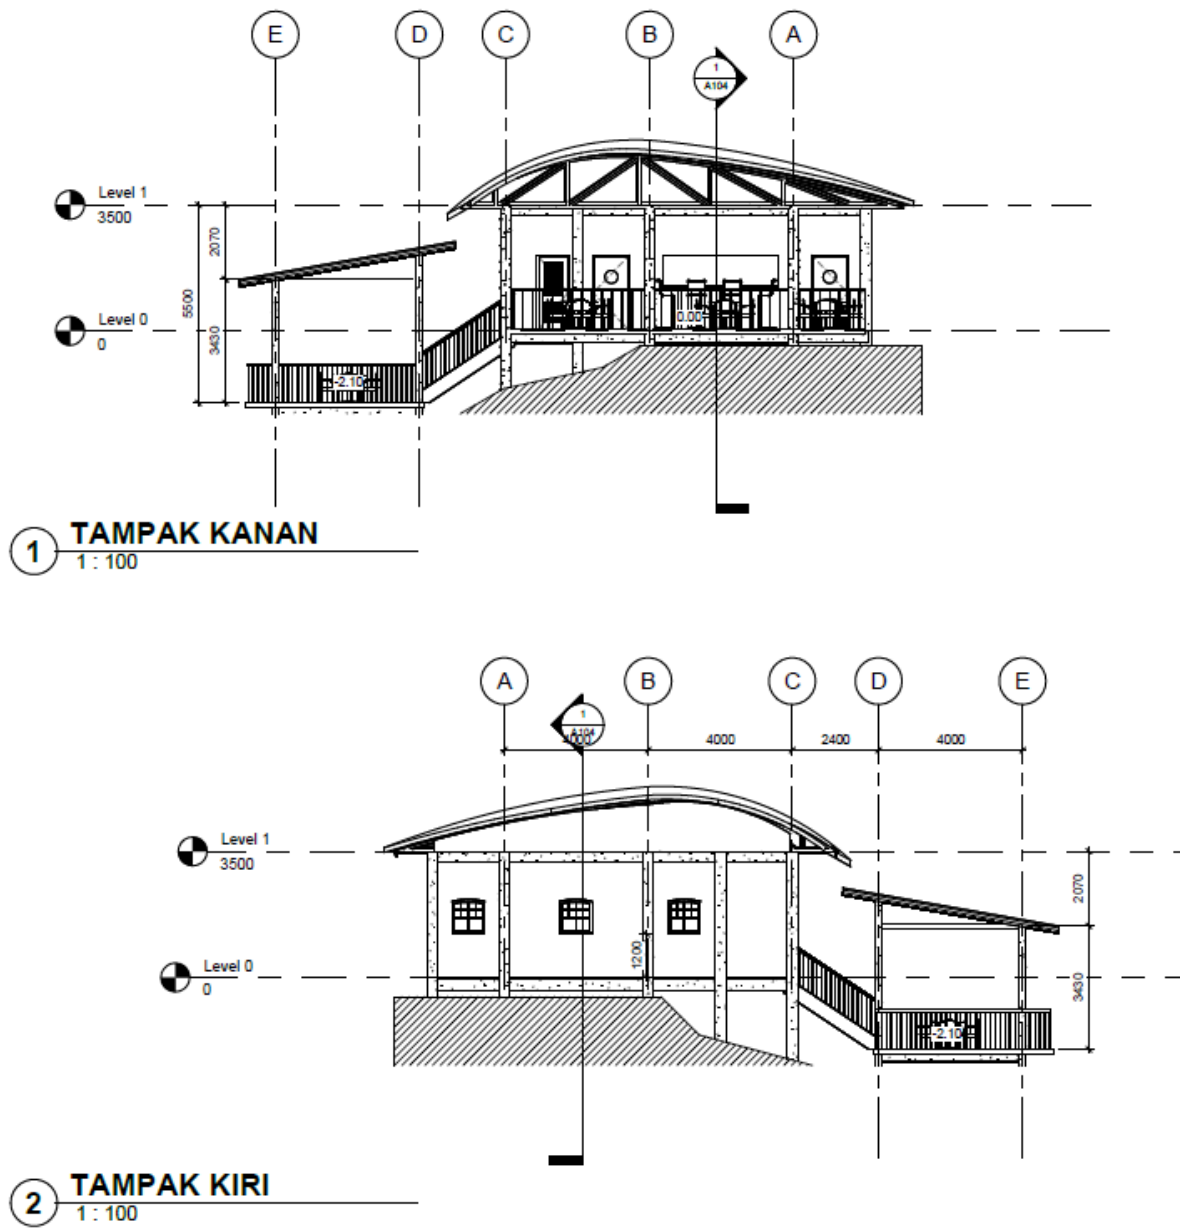 E D C B A
1
A104
Level 1
3500
2070
5500
Level 0
0
3430
0.00
-2.10
1 TAMPAK KANAN
1 : 100
A B C D E
1
A104
4000 4000 2400 4000
Level 1
3500
2070
1200
Level 0
0
3430
-2.10
2 TAMPAK KIRI
1 : 100